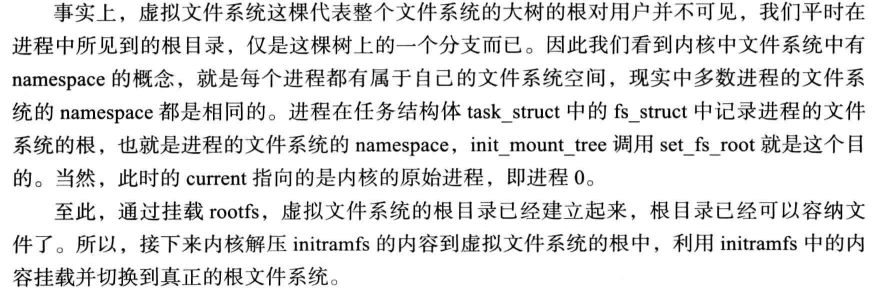 事实上，虚拟文件系统这棵代表整个文件系统的大树的根对用户并不可见，我们平时在
进程中所见到的根目录，仅是这棵树上的一个分支而已。因此我们看到内核中文件系统中有
namespace 的概念，就是每个进程都有属于自己的文件系统空间，现实中多数进程的文件系
统的 namespace 都是相同的。进程在任务结构体 task_struct 中的 fs_struct 中记录进程的文件
系统的根，也就是进程的文件系统的 namespace，init_mount_tree 调用 set_fs_root 就是这个目
的。当然，此时的 current 指向的是内核的原始进程，即进程 0。
至此，通过挂载 rootfs，虚拟文件系统的根目录已经建立起来，根目录已经可以容纳文
件了。所以，接下来内核解压 initramfs 的内容到虚拟文件系统的根中，利用 initramfs 中的内
容挂载并切换到真正的根文件系统。